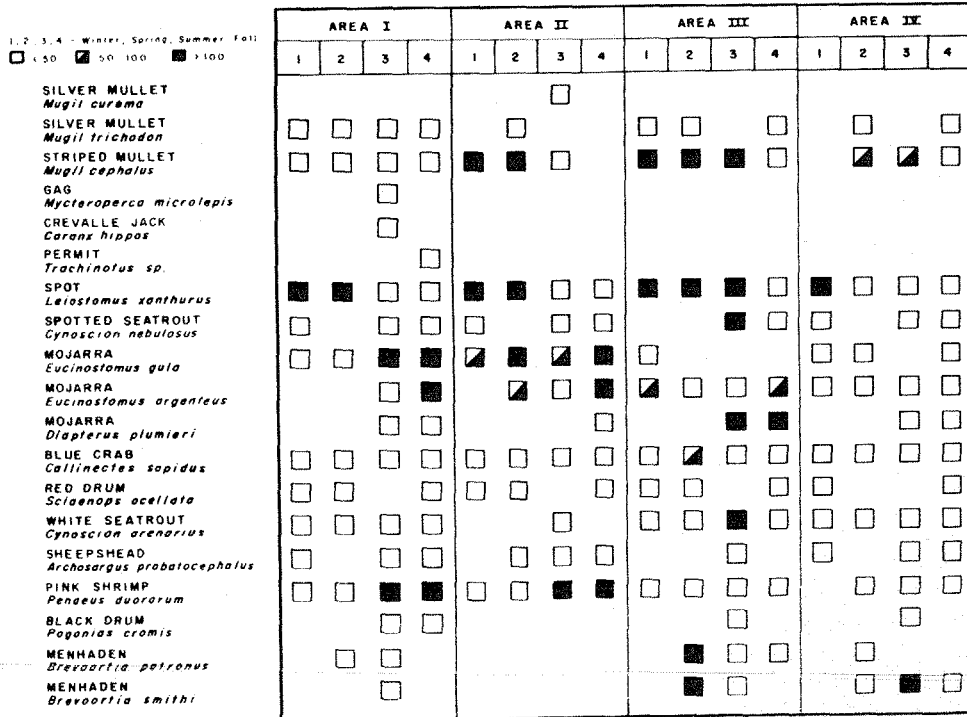 AREA I AREA II AREA III AREA IV
1,2,3,4 - Winter, Spring, Summer Fall
< 50 50 100 > 100
1 2 3 4 1 2 3 4 1 2 3 4 1 2 3 4
SILVER MULLET
Mugil curema
SILVER MULLET
Mugil trichodon
STRIPED MULLET
Mugil cephalus
GAG
Mycteroperca microlepis
CREVALLE JACK
Caranx hippos
PERMIT
Trachinotus sp.
SPOT
Leiostomus xanthurus
SPOTTED SEATROUT
Cynoscion nebulosus
MOJARRA
Eucinostomus gula
MOJARRA
Eucinostomus argenteus
MOJARRA
Diapterus plumieri
BLUE CRAB
Callinectes sapidus
RED DRUM
Sciaenops ocellata
WHITE SEATROUT
Cynoscion arenarius
SHEEPSHEAD
Archosargus probatocephalus
PINK SHRIMP
Penaeus duorarum
BLACK DRUM
Pogonias cromis
MENHADEN
Brevoortia patronus
MENHADEN
Brevoortia smithi